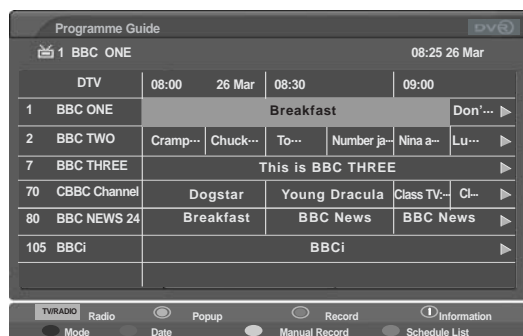 Programme Guide DVR
1 BBC ONE 08:25 26 Mar
DTV 08:00 26 Mar 08:30 09:00
1 BBC ONE Breakfast Don'···
2 BBC TWO Cramp··· Chuck··· To··· Number ja··· Nina a··· Lu···
7 BBC THREE This is BBC THREE
70 CBBC Channel Dogstar Young Dracula Class TV:··· Cl···
80 BBC NEWS 24 Breakfast BBC News BBC News
105 BBCi BBCi
TV/RADIO Radio Popup Record Information
Mode Date Manual Record Schedule List